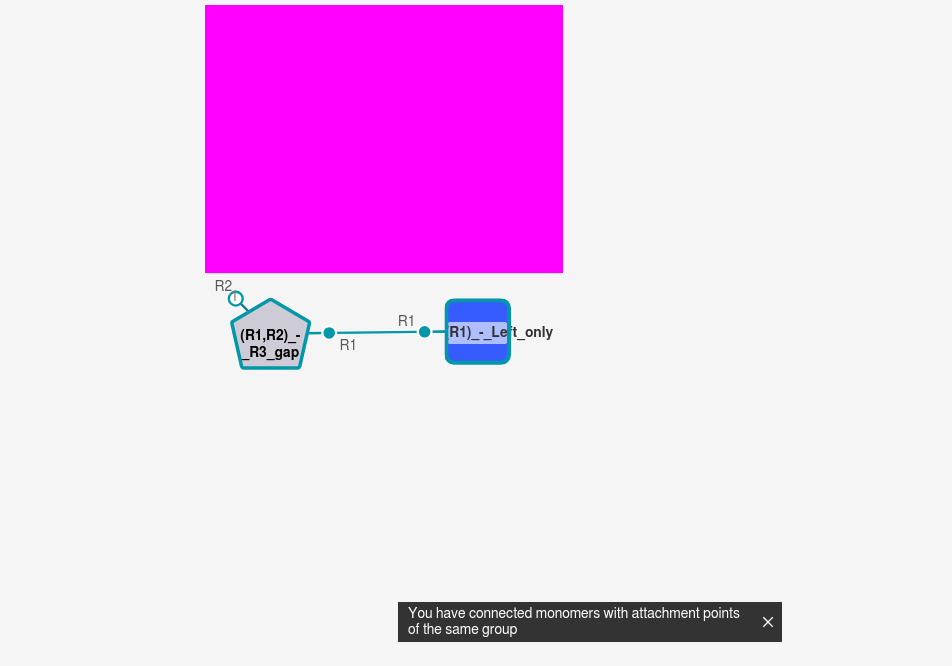 R2
(R1,R2)_-
_R3_gap
R1
R1
R1)_-_Left_only
You have connected monomers with attachment points
of the same group